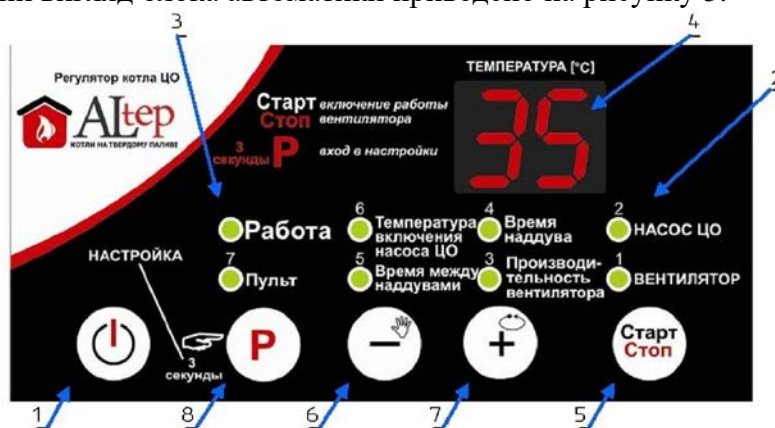 вигляд блока автоматики приведено на рисунку 3.
3
4
2
Регулятор котла ЦО
ALtep
КОТЛИ НА ТВЕРДОМУ ПАЛИВІ
ТЕМПЕРАТУРА [°C]
35
Старт включение работы
Стоп вентилятора
3
секунды P вход в настройки
Работа
6 Температура
включения
насоса ЦО
4 Время
наддува
2 НАСОС ЦО
НАСТРОЙКА
7 Пульт
5 Время между
наддувами
3 Производи-
тельность
вентилятора
1 ВЕНТИЛЯТОР
3
секунды
P
−
+
Старт
Стоп
1
8
6
7
5